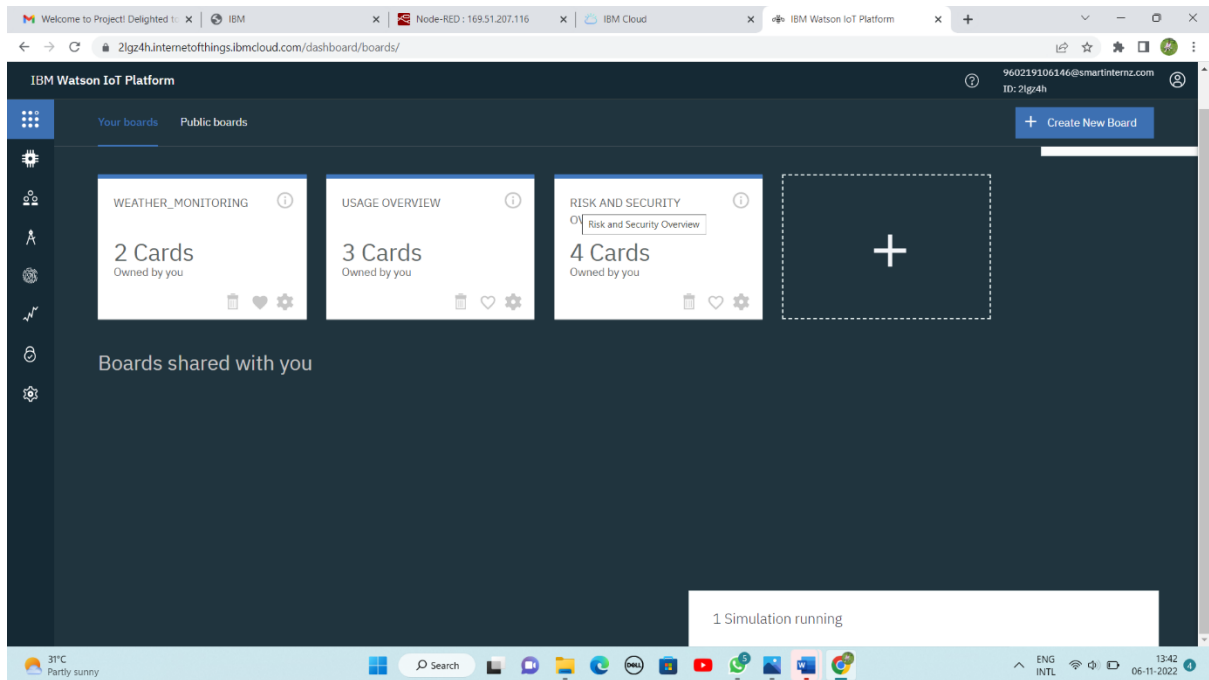 Welcome to Project! Delighted to
IBM
Node-RED : 169.51.207.116
IBM Cloud
IBM Watson IoT Platform
2lgz4h.internetofthings.ibmcloud.com/dashboard/boards/
IBM Watson IoT Platform
960219106146@smartinternz.com
ID: 2lgz4h
Your boards
Public boards
Create New Board
WEATHER_MONITORING
2 Cards
Owned by you
USAGE OVERVIEW
3 Cards
Owned by you
RISK AND SECURITY
Risk and Security Overview
4 Cards
Owned by you
Boards shared with you
1 Simulation running
31°C
Partly sunny
Search
DELL
5
ENG
INTL
13:42
06-11-2022
4